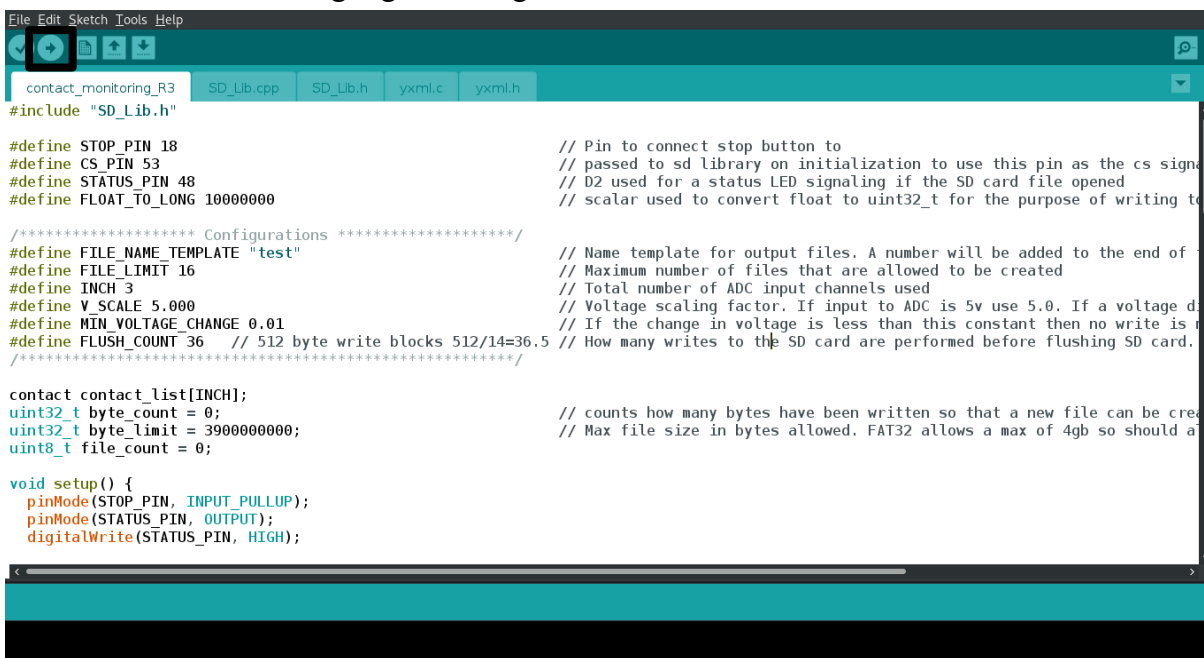 File Edit Sketch Tools Help
contact_monitoring_R3 SD_Lib.cpp SD_Lib.h yxml.c yxml.h
#include "SD_Lib.h"
#define STOP_PIN 18 // Pin to connect stop button to
#define CS_PIN 53 // passed to sd library on initialization to use this pin as the cs signa
#define STATUS_PIN 48 // D2 used for a status LED signaling if the SD card file opened
#define FLOAT_TO_LONG 10000000 // scalar used to convert float to uint32_t for the purpose of writing to
/******************** Configurations ********************/
#define FILE_NAME_TEMPLATE "test" // Name template for output files. A number will be added to the end of
#define FILE_LIMIT 16 // Maximum number of files that are allowed to be created
#define INCH 3 // Total number of ADC input channels used
#define V_SCALE 5.000 // Voltage scaling factor. If input to ADC is 5v use 5.0. If a voltage di
#define MIN_VOLTAGE_CHANGE 0.01 // If the change in voltage is less than this constant then no write is
#define FLUSH_COUNT 36 // 512 byte write blocks 512/14=36.5 // How many writes to the SD card are performed before flushing SD card.
/*********************************************************/
contact contact_list[INCH];
uint32_t byte_count = 0; // counts how many bytes have been written so that a new file can be crea
uint32_t byte_limit = 3900000000; // Max file size in bytes allowed. FAT32 allows a max of 4gb so should a
uint8_t file_count = 0;
void setup() {
pinMode(STOP_PIN, INPUT_PULLUP);
pinMode(STATUS_PIN, OUTPUT);
digitalWrite(STATUS_PIN, HIGH);